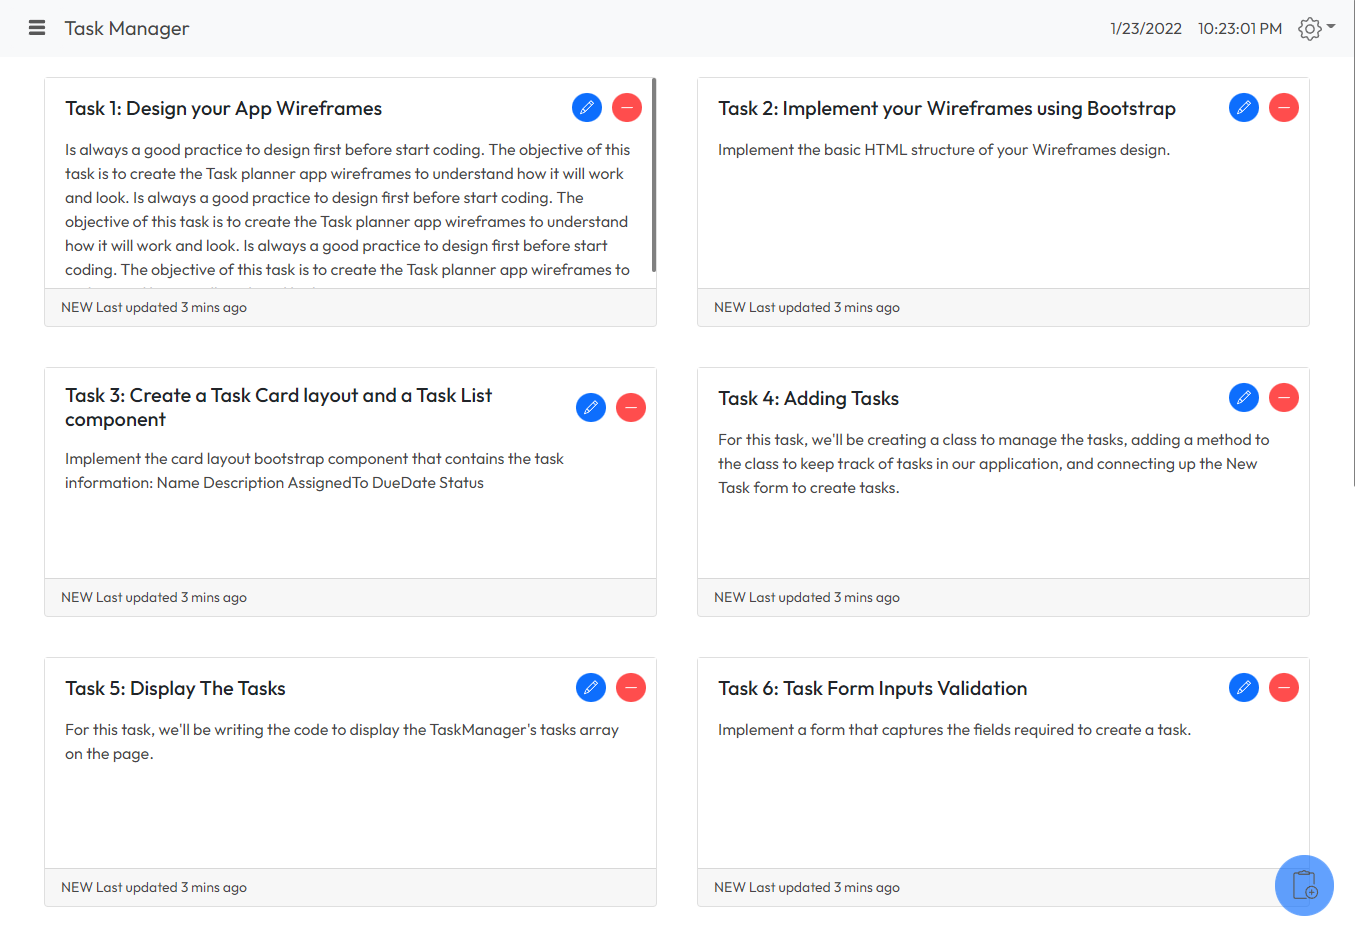 Task Manager
1/23/2022 10:23:01 PM
Task 1: Design your App Wireframes
Is always a good practice to design first before start coding. The objective of this
task is to create the Task planner app wireframes to understand how it will work
and look. Is always a good practice to design first before start coding. The
objective of this task is to create the Task planner app wireframes to understand
how it will work and look. Is always a good practice to design first before start
coding. The objective of this task is to create the Task planner app wireframes to
NEW Last updated 3 mins ago
Task 2: Implement your Wireframes using Bootstrap
Implement the basic HTML structure of your Wireframes design.
NEW Last updated 3 mins ago
Task 3: Create a Task Card layout and a Task List
component
Implement the card layout bootstrap component that contains the task
information: Name Description AssignedTo DueDate Status
NEW Last updated 3 mins ago
Task 4: Adding Tasks
For this task, we'll be creating a class to manage the tasks, adding a method to
the class to keep track of tasks in our application, and connecting up the New
Task form to create tasks.
NEW Last updated 3 mins ago
Task 5: Display The Tasks
For this task, we'll be writing the code to display the TaskManager's tasks array
on the page.
NEW Last updated 3 mins ago
Task 6: Task Form Inputs Validation
Implement a form that captures the fields required to create a task.
NEW Last updated 3 mins ago